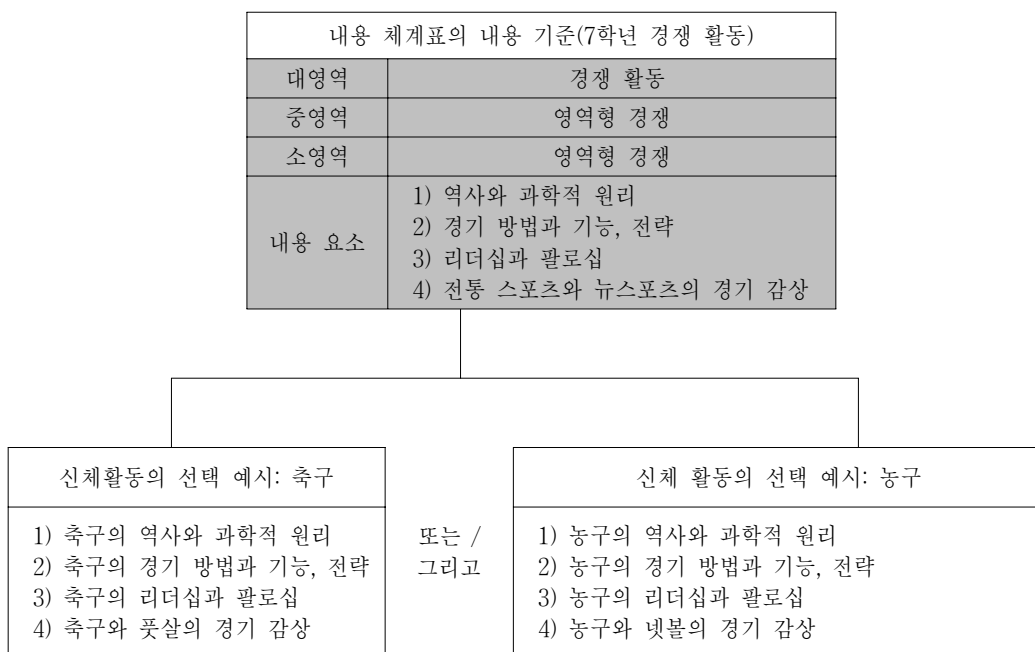 내용 체계표의 내용 기준(7학년 경쟁 활동)
대영역 경쟁 활동
중영역 영역형 경쟁
소영역 영역형 경쟁
내용 요소
1) 역사와 과학적 원리
2) 경기 방법과 기능, 전략
3) 리더십과 팔로십
4) 전통 스포츠와 뉴스포츠의 경기 감상
신체활동의 선택 예시: 축구
1) 축구의 역사와 과학적 원리
2) 축구의 경기 방법과 기능, 전략
3) 축구의 리더십과 팔로십
4) 축구와 풋살의 경기 감상
또는 /
그리고
신체 활동의 선택 예시: 농구
1) 농구의 역사와 과학적 원리
2) 농구의 경기 방법과 기능, 전략
3) 농구의 리더십과 팔로십
4) 농구와 넷볼의 경기 감상